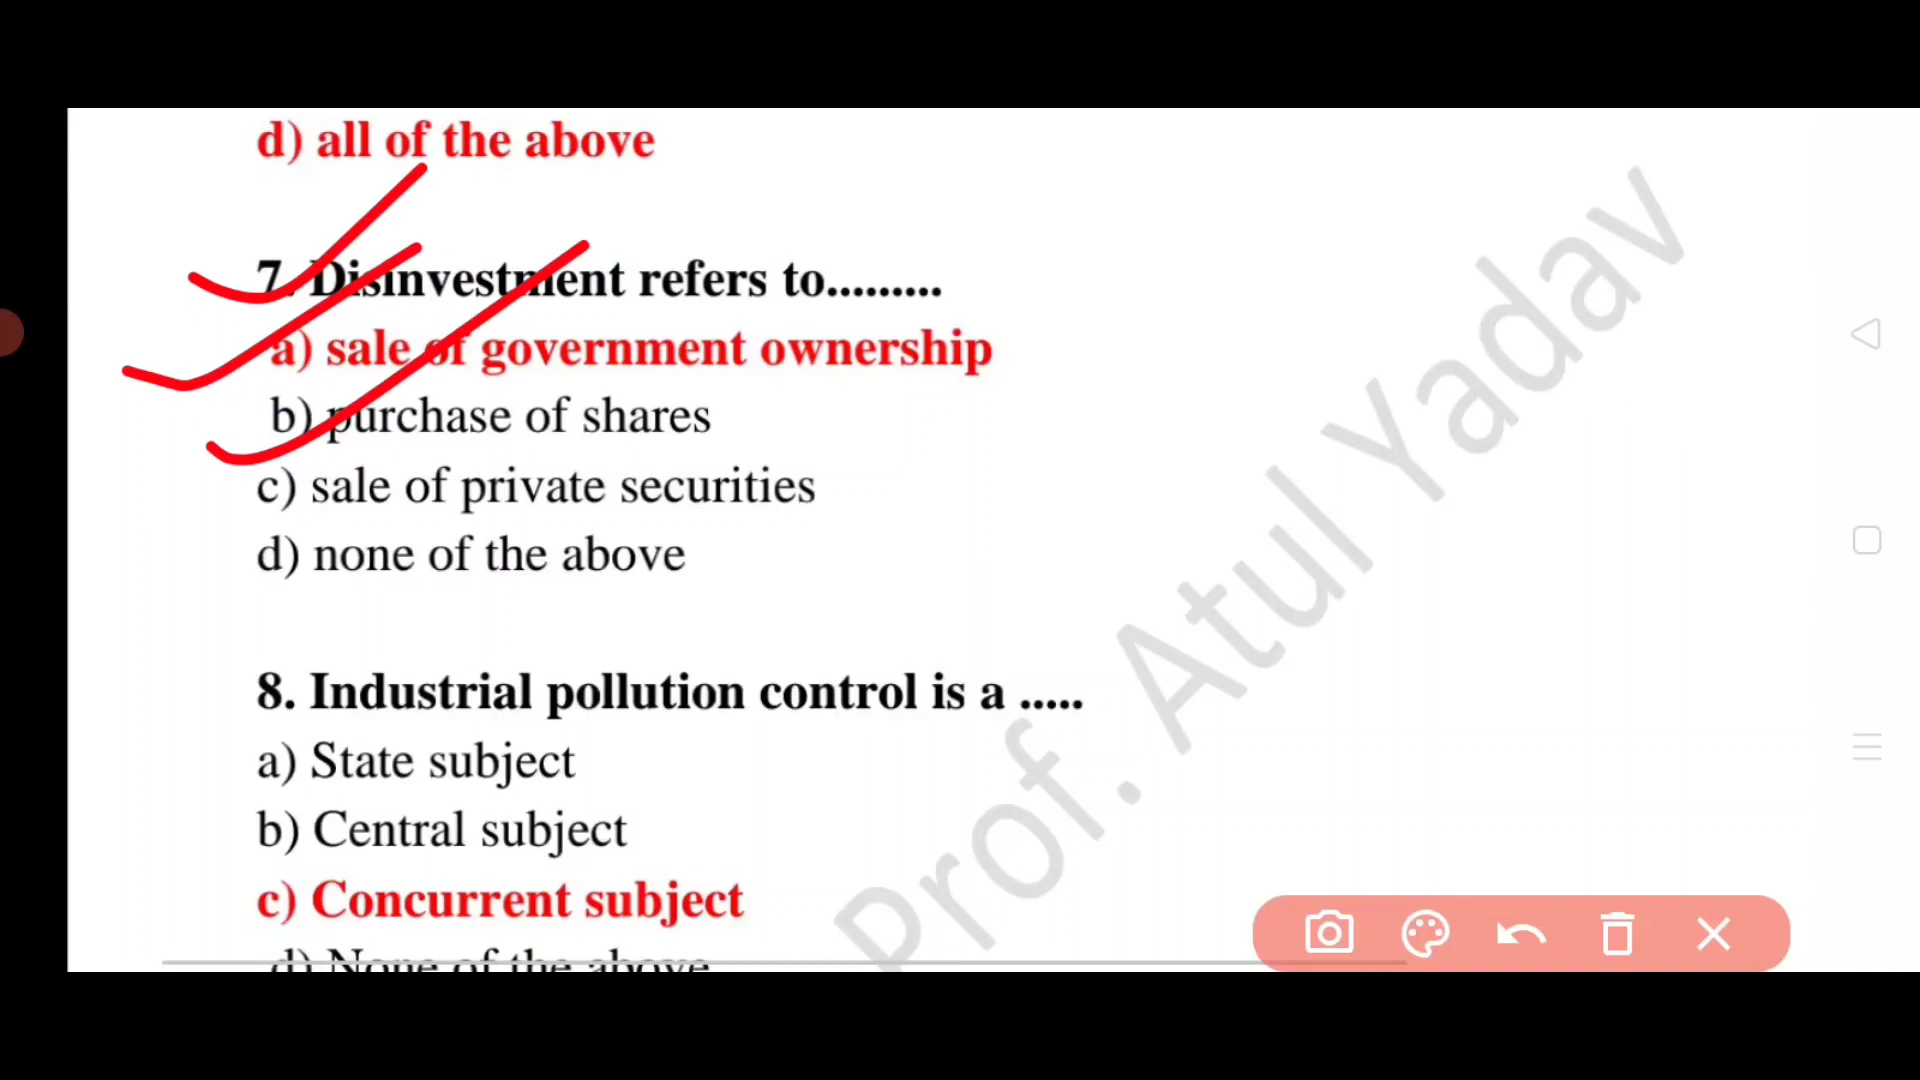 d) all of the above
7. Disinvestment refers to.........
a) sale of government ownership
b) purchase of shares
c) sale of private securities
d) none of the above
8. Industrial pollution control is a .....
a) State subject
b) Central subject
c) Concurrent subject
d) None of the above
Prof. Atul Yadav